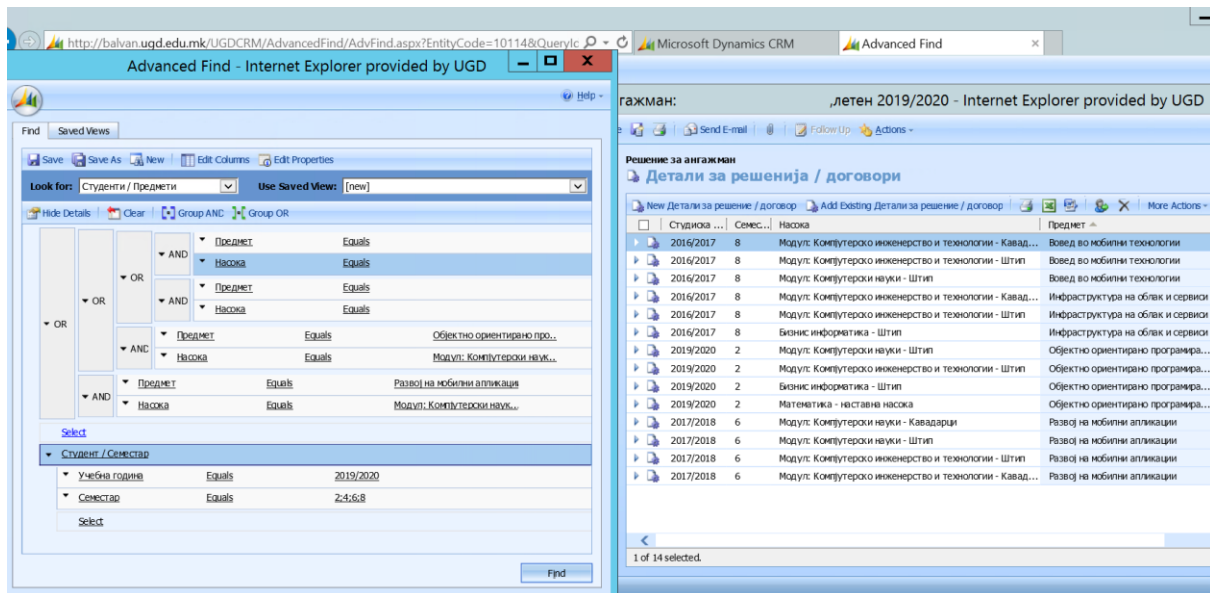 http://balvan.ugd.edu.mk/UGDCRM/AdvancedFind/AdvFind.aspx?EntityCode=10114&QueryIc
Microsoft Dynamics CRM
Advanced Find
Advanced Find - Internet Explorer provided by UGD
Help
Find Saved Views
Save Save As New Edit Columns Edit Properties
Look for: Студенти / Предмети Use Saved View: [new]
Hide Details Clear Group AND Group OR
OR OR OR AND Предмет Equals
Насока Equals
AND Предмет Equals
Насока Equals
AND Предмет Equals Објектно ориентирано про...
Насока Equals Модул: Компјутерски наук...
AND Предмет Equals Развој на мобилни апликаци
Насока Equals Модул: Компјутерски наук...
Select
Студент / Семестар
Учебна година Equals 2019/2020
Семестар Equals 2;4;6;8
Select
Find
гажман: ,летен 2019/2020 - Internet Explorer provided by UGD
Send E-mail Follow Up Actions
Решение за ангажман
Детали за решенија / договори
New Детали за решение / договор Add Existing Детали за решение / договор More Actions
Студиска ... Семес... Насока Предмет
2016/2017 8 Модул: Компјутерско инженерство и технологии - Кавад... Вовед во мобилни технологии
2016/2017 8 Модул: Компјутерско инженерство и технологии - Штип Вовед во мобилни технологии
2016/2017 8 Модул: Компјутерски науки - Штип Вовед во мобилни технологии
2016/2017 8 Модул: Компјутерско инженерство и технологии - Кавад... Инфраструктура на облак и сервиси
2016/2017 8 Модул: Компјутерско инженерство и технологии - Штип Инфраструктура на облак и сервиси
2016/2017 8 Бизнис информатика - Штип Инфраструктура на облак и сервиси
2019/2020 2 Модул: Компјутерски науки - Штип Објектно ориентирано програмира...
2019/2020 2 Модул: Компјутерско инженерство и технологии - Штип Објектно ориентирано програмира...
2019/2020 2 Бизнис информатика - Штип Објектно ориентирано програмира...
2019/2020 2 Математика - наставна насока Објектно ориентирано програмира...
2017/2018 6 Модул: Компјутерски науки - Кавадарци Развој на мобилни апликации
2017/2018 6 Модул: Компјутерски науки - Штип Развој на мобилни апликации
2017/2018 6 Модул: Компјутерско инженерство и технологии - Штип Развој на мобилни апликации
2017/2018 6 Модул: Компјутерско инженерство и технологии - Кавад... Развој на мобилни апликации
1 of 14 selected.